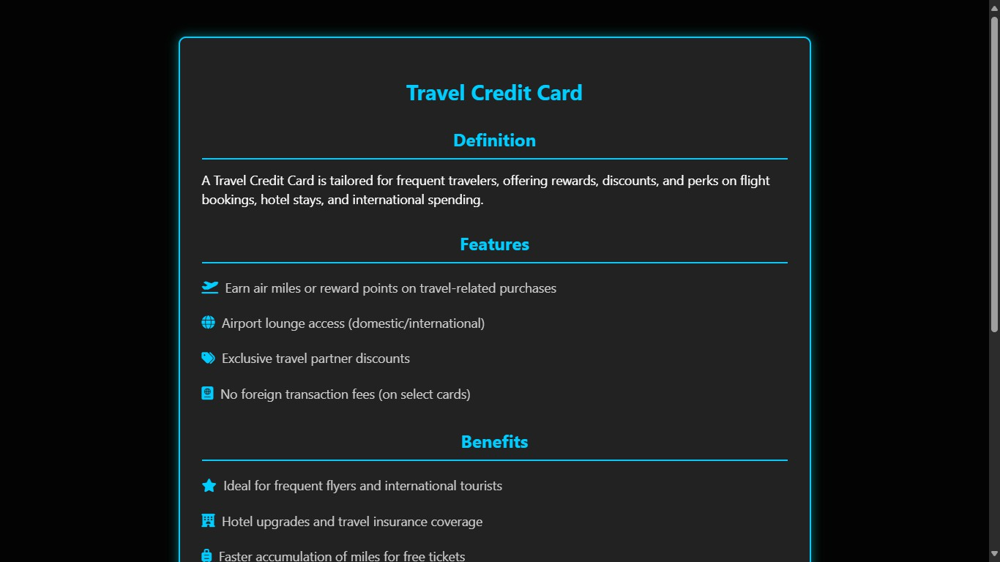 Travel Credit Card
Definition
A Travel Credit Card is tailored for frequent travelers, offering rewards, discounts, and perks on flight
bookings, hotel stays, and international spending.
Features
Earn air miles or reward points on travel-related purchases
Airport lounge access (domestic/international)
Exclusive travel partner discounts
No foreign transaction fees (on select cards)
Benefits
Ideal for frequent flyers and international tourists
Hotel upgrades and travel insurance coverage
Faster accumulation of miles for free tickets